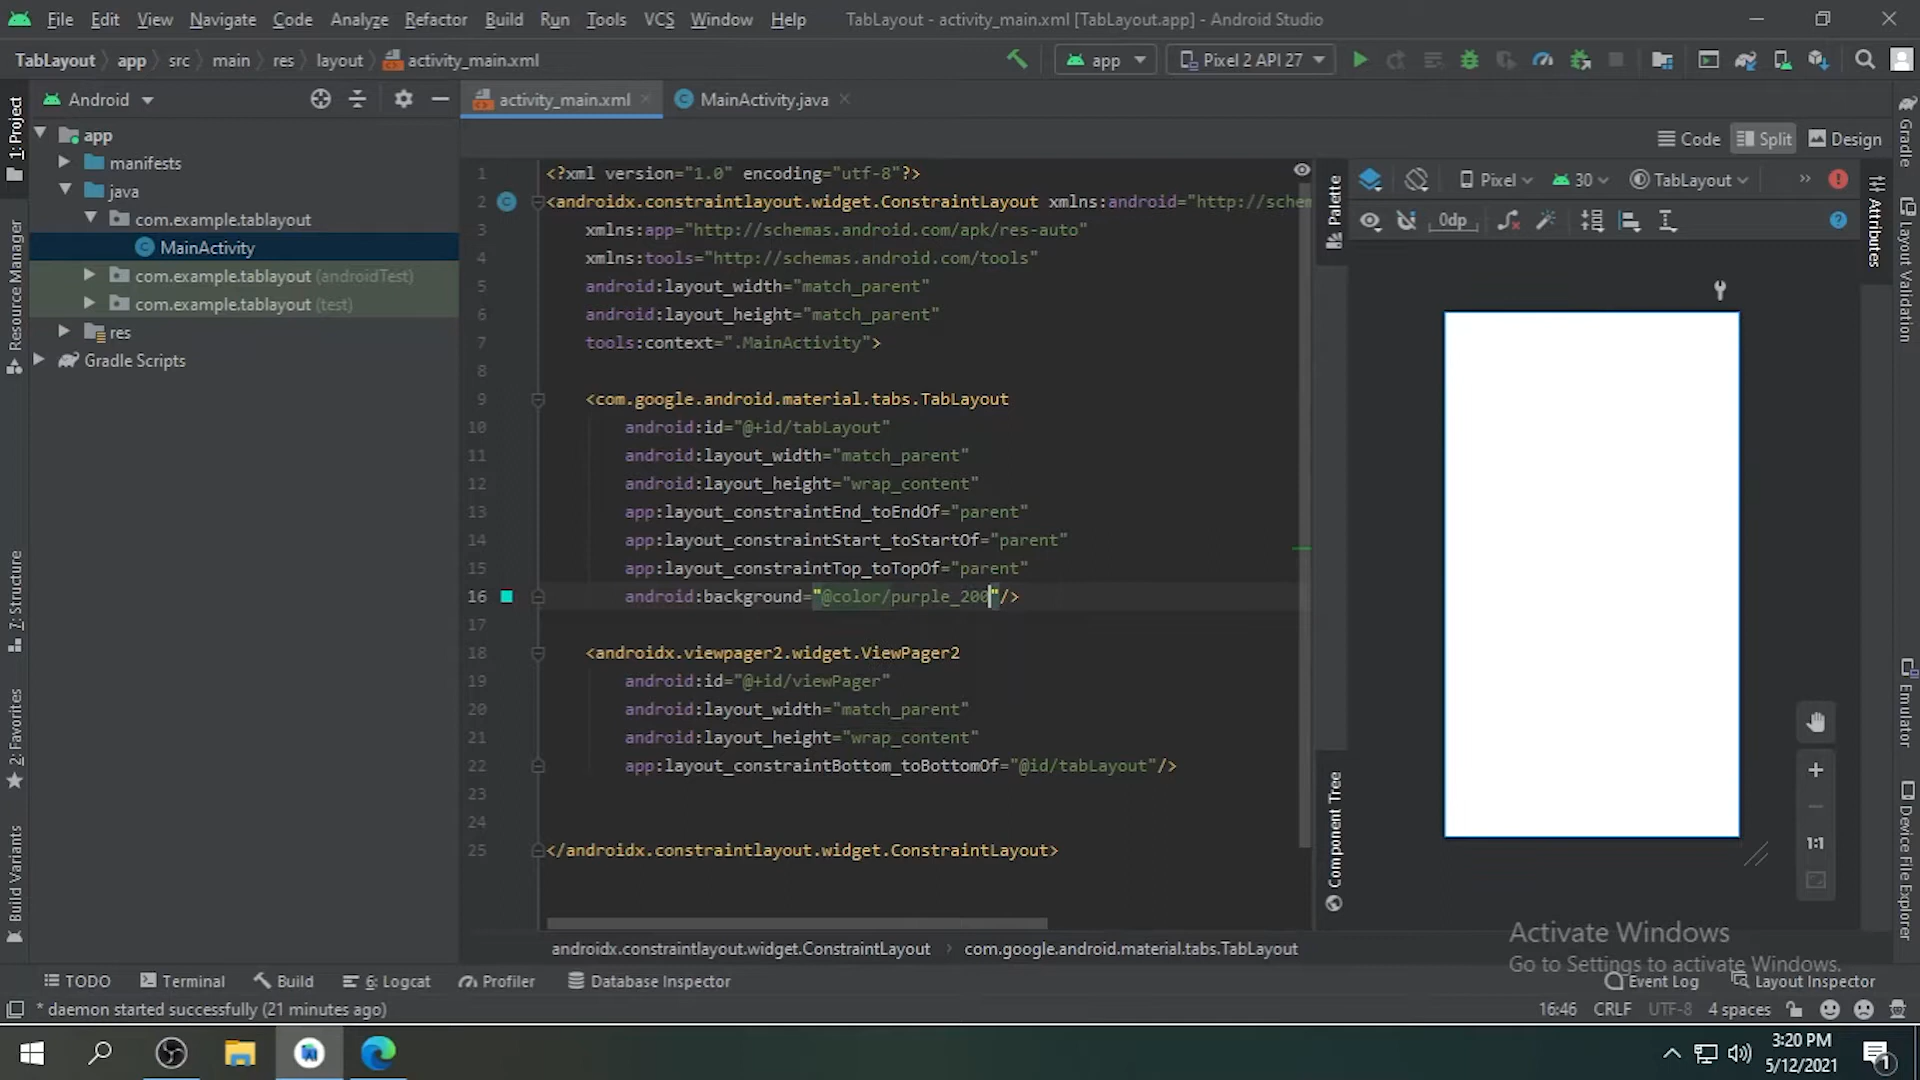 File Edit View Navigate Code Analyze Refactor Build Run Tools VCS Window Help TabLayout - activity_main.xml [TabLayout.app] - Android Studio
TabLayout app src main res layout activity_main.xml app Pixel 2 API 27
Android activity_main.xml MainActivity.java
Code Split Design
app
manifests
java
com.example.tablayout
MainActivity
com.example.tablayout (androidTest)
com.example.tablayout (test)
res
Gradle Scripts
1: Project
Resource Manager
7: Structure
2: Favorites
Build Variants
1 <?xml version="1.0" encoding="utf-8"?>
2 <androidx.constraintlayout.widget.ConstraintLayout xmlns:android="http://schem
3 xmlns:app="http://schemas.android.com/apk/res-auto"
4 xmlns:tools="http://schemas.android.com/tools"
5 android:layout_width="match_parent"
6 android:layout_height="match_parent"
7 tools:context=".MainActivity">
8
9 <com.google.android.material.tabs.TabLayout
10 android:id="@+id/tabLayout"
11 android:layout_width="match_parent"
12 android:layout_height="wrap_content"
13 app:layout_constraintEnd_toEndOf="parent"
14 app:layout_constraintStart_toStartOf="parent"
15 app:layout_constraintTop_toTopOf="parent"
16 android:background="@color/purple_200"/>
17
18 <androidx.viewpager2.widget.ViewPager2
19 android:id="@+id/viewPager"
20 android:layout_width="match_parent"
21 android:layout_height="wrap_content"
22 app:layout_constraintBottom_toBottomOf="@id/tabLayout"/>
23
24
25 </androidx.constraintlayout.widget.ConstraintLayout>
androidx.constraintlayout.widget.ConstraintLayout com.google.android.material.tabs.TabLayout
Palette
Component Tree
Pixel 30 TabLayout
0dp
1:1
Attributes
Gradle
Layout Validation
Emulator
Device File Explorer
Activate Windows
Go to Settings to activate Windows.
TODO Terminal Build 6: Logcat Profiler Database Inspector Event Log Layout Inspector
* daemon started successfully (21 minutes ago) 16:46 CRLF UTF-8 4 spaces
3:20 PM
5/12/2021
1